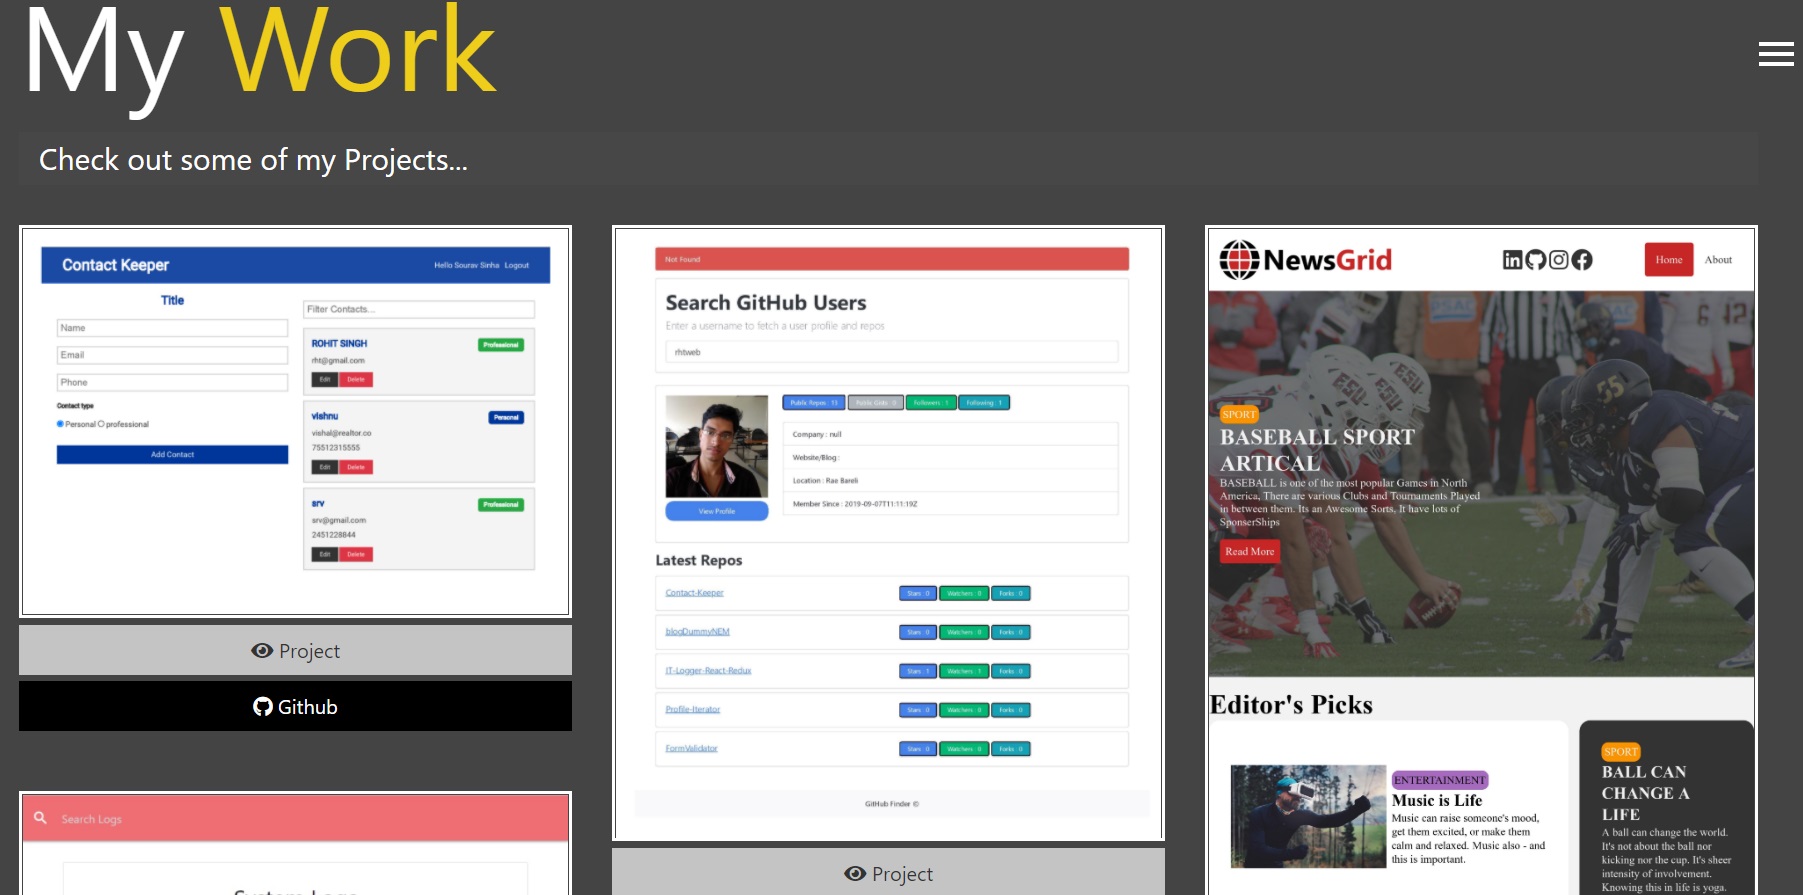 My Work
Check out some of my Projects...
Contact Keeper
Hello Sourav Sinha Logout
Title
Name
Email
Phone
Contact type
Personal professional
Add Contact
Filter Contacts...
ROHIT SINGH
Professional
rht@gmail.com
Edit Delete
vishnu
Personal
vishal@realtor.co
75512315555
Edit Delete
srv
Professional
srv@gmail.com
2451228844
Edit Delete
Project
Github
Search Logs
System Logs
Not Found
Search GitHub Users
Enter a username to fetch a user profile and repos
rhtweb
Public Repos : 13 Public Gists : 0 Followers : 1 Following : 1
Company : null
Website/Blog :
Location : Rae Bareli
Member Since : 2019-09-07T11:11:19Z
View Profile
Latest Repos
Contact-Keeper
Stars : 0 Watchers : 0 Forks : 0
blogDummyNEM
Stars : 0 Watchers : 0 Forks : 0
IT-Logger-React-Redux
Stars : 1 Watchers : 1 Forks : 0
Profile-Iterator
Stars : 0 Watchers : 0 Forks : 0
FormValidator
Stars : 0 Watchers : 0 Forks : 0
GitHub Finder ©
Project
NewsGrid
Home About
SPORT
BASEBALL SPORT
ARTICAL
BASEBALL is one of the most popular Games in North
America, There are various Clubs and Tournaments Played
in between them. Its an Awesome Sorts. It have lots of
SponserShips
Read More
ESU
ESU
55
Editor's Picks
ENTERTAINMENT
Music is Life
Music can raise someone's mood,
get them excited, or make them
calm and relaxed. Music also - and
this is important.
SPORT
BALL CAN
CHANGE A
LIFE
A ball can change the world.
It's not about the ball nor
kicking nor the cup. It's sheer
intensity of involvement.
Knowing this in life is yoga.